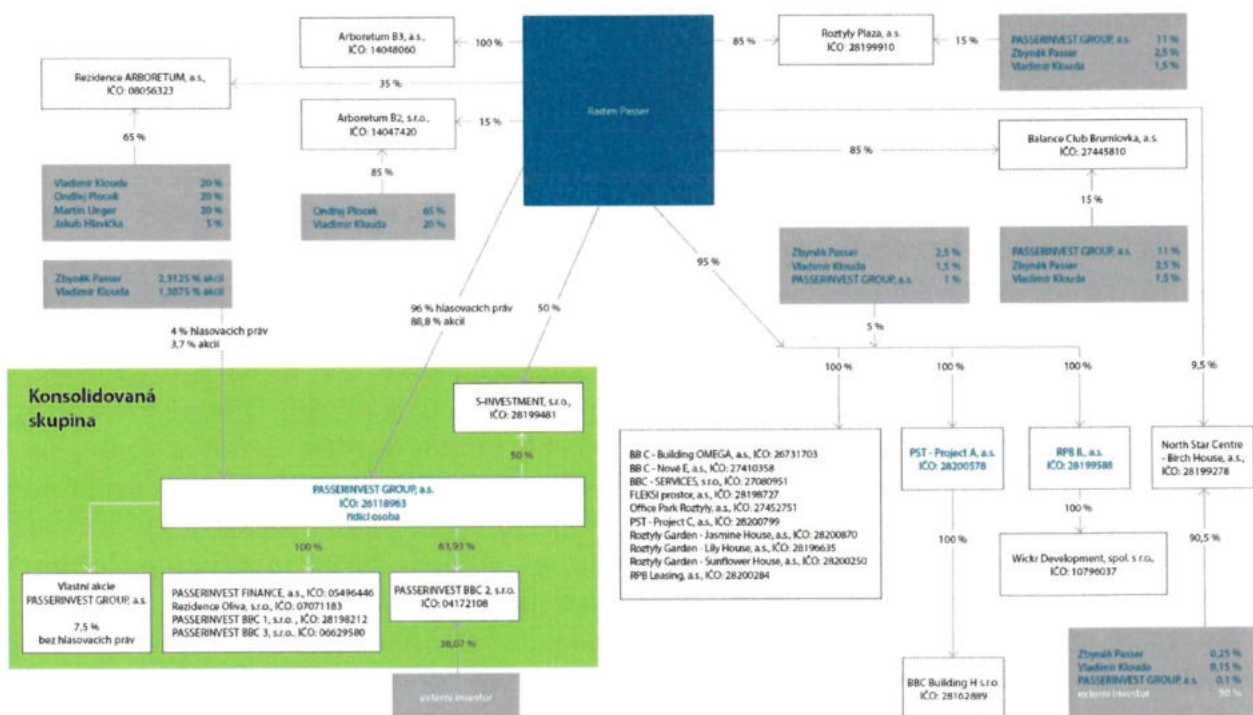 Arboretum B3, a.s.,
IČO: 14048060
100 %
Radim Passer
85 %
Roztyly Plaza, a.s.
IČO: 28199910
15 %
PASSERINVEST GROUP, a.s. 11 %
Zbyněk Passer 2,5 %
Vladimír Klouda 1,5 %
Rezidence ARBORETUM, a.s.,
IČO: 08056323
35 %
Arboretum B2, s.r.o.,
IČO: 14047420
15 %
65 %
85 %
Balance Club Brumlovka, a.s.
IČO: 27445810
85 %
15 %
Vladimír Klouda 20 %
Ondřej Plocek 20 %
Martin Unger 20 %
Jakub Hlavička 5 %
Ondřej Plocek 65 %
Vladimír Klouda 20 %
Zbyněk Passer 2,5 %
Vladimír Klouda 1,5 %
PASSERINVEST GROUP, a.s. 1 %
PASSERINVEST GROUP, a.s. 11 %
Zbyněk Passer 2,5 %
Vladimír Klouda 1,5 %
Zbyněk Passer 2,3125 % akcií
Vladimír Klouda 1,3875 % akcií
95 %
96 % hlasovacích práv
88,8 % akcií
50 %
4 % hlasovacích práv
3,7 % akcií
5 %
100 %
100 %
100 %
9,5 %
Konsolidovaná
skupina
S-INVESTMENT, s.r.o.,
IČO: 28199481
50 %
PASSERINVEST GROUP, a.s.
IČO: 26118963
řídící osoba
100 %
63,93 %
Vlastní akcie
PASSERINVEST GROUP, a.s.
7,5 %
bez hlasovacích práv
PASSERINVEST FINANCE, a.s., IČO: 05496446
Rezidence Oliva, s.r.o., IČO: 07071183
PASSERINVEST BBC 1, s.r.o. , IČO: 28198212
PASSERINVEST BBC 3, s.r.o., IČO: 06629580
PASSERINVEST BBC 2, s.r.o.
IČO: 04172108
36,07 %
externí investor
BB C - Building OMEGA, a.s., IČO: 26731703
BB C - Nové E, a.s., IČO: 27410358
BBC - SERVICES, s.r.o., IČO: 27080951
FLEKSI prostor, a.s., IČO: 28198727
Office Park Roztyly, a.s., IČO: 27452751
PST - Project C, a.s., IČO: 28200799
Roztyly Garden - Jasmine House, a.s., IČO: 28200870
Roztyly Garden - Lily House, a.s., IČO: 28196635
Roztyly Garden - Sunflower House, a.s., IČO: 28200250
RPB Leasing, a.s., IČO: 28200284
PST - Project A, a.s.,
IČO: 28200578
100 %
BBC Building H s.r.o.
IČO: 28162889
RPB II., a.s.,
IČO: 28199588
100 %
Wickr Development, spol. s r.o.,
IČO: 10796037
North Star Centre
- Birch House, a.s.,
IČO: 28199278
90,5 %
Zbyněk Passer 0,25 %
Vladimír Klouda 0,15 %
PASSERINVEST GROUP, a.s. 0,1 %
externí investor 90 %